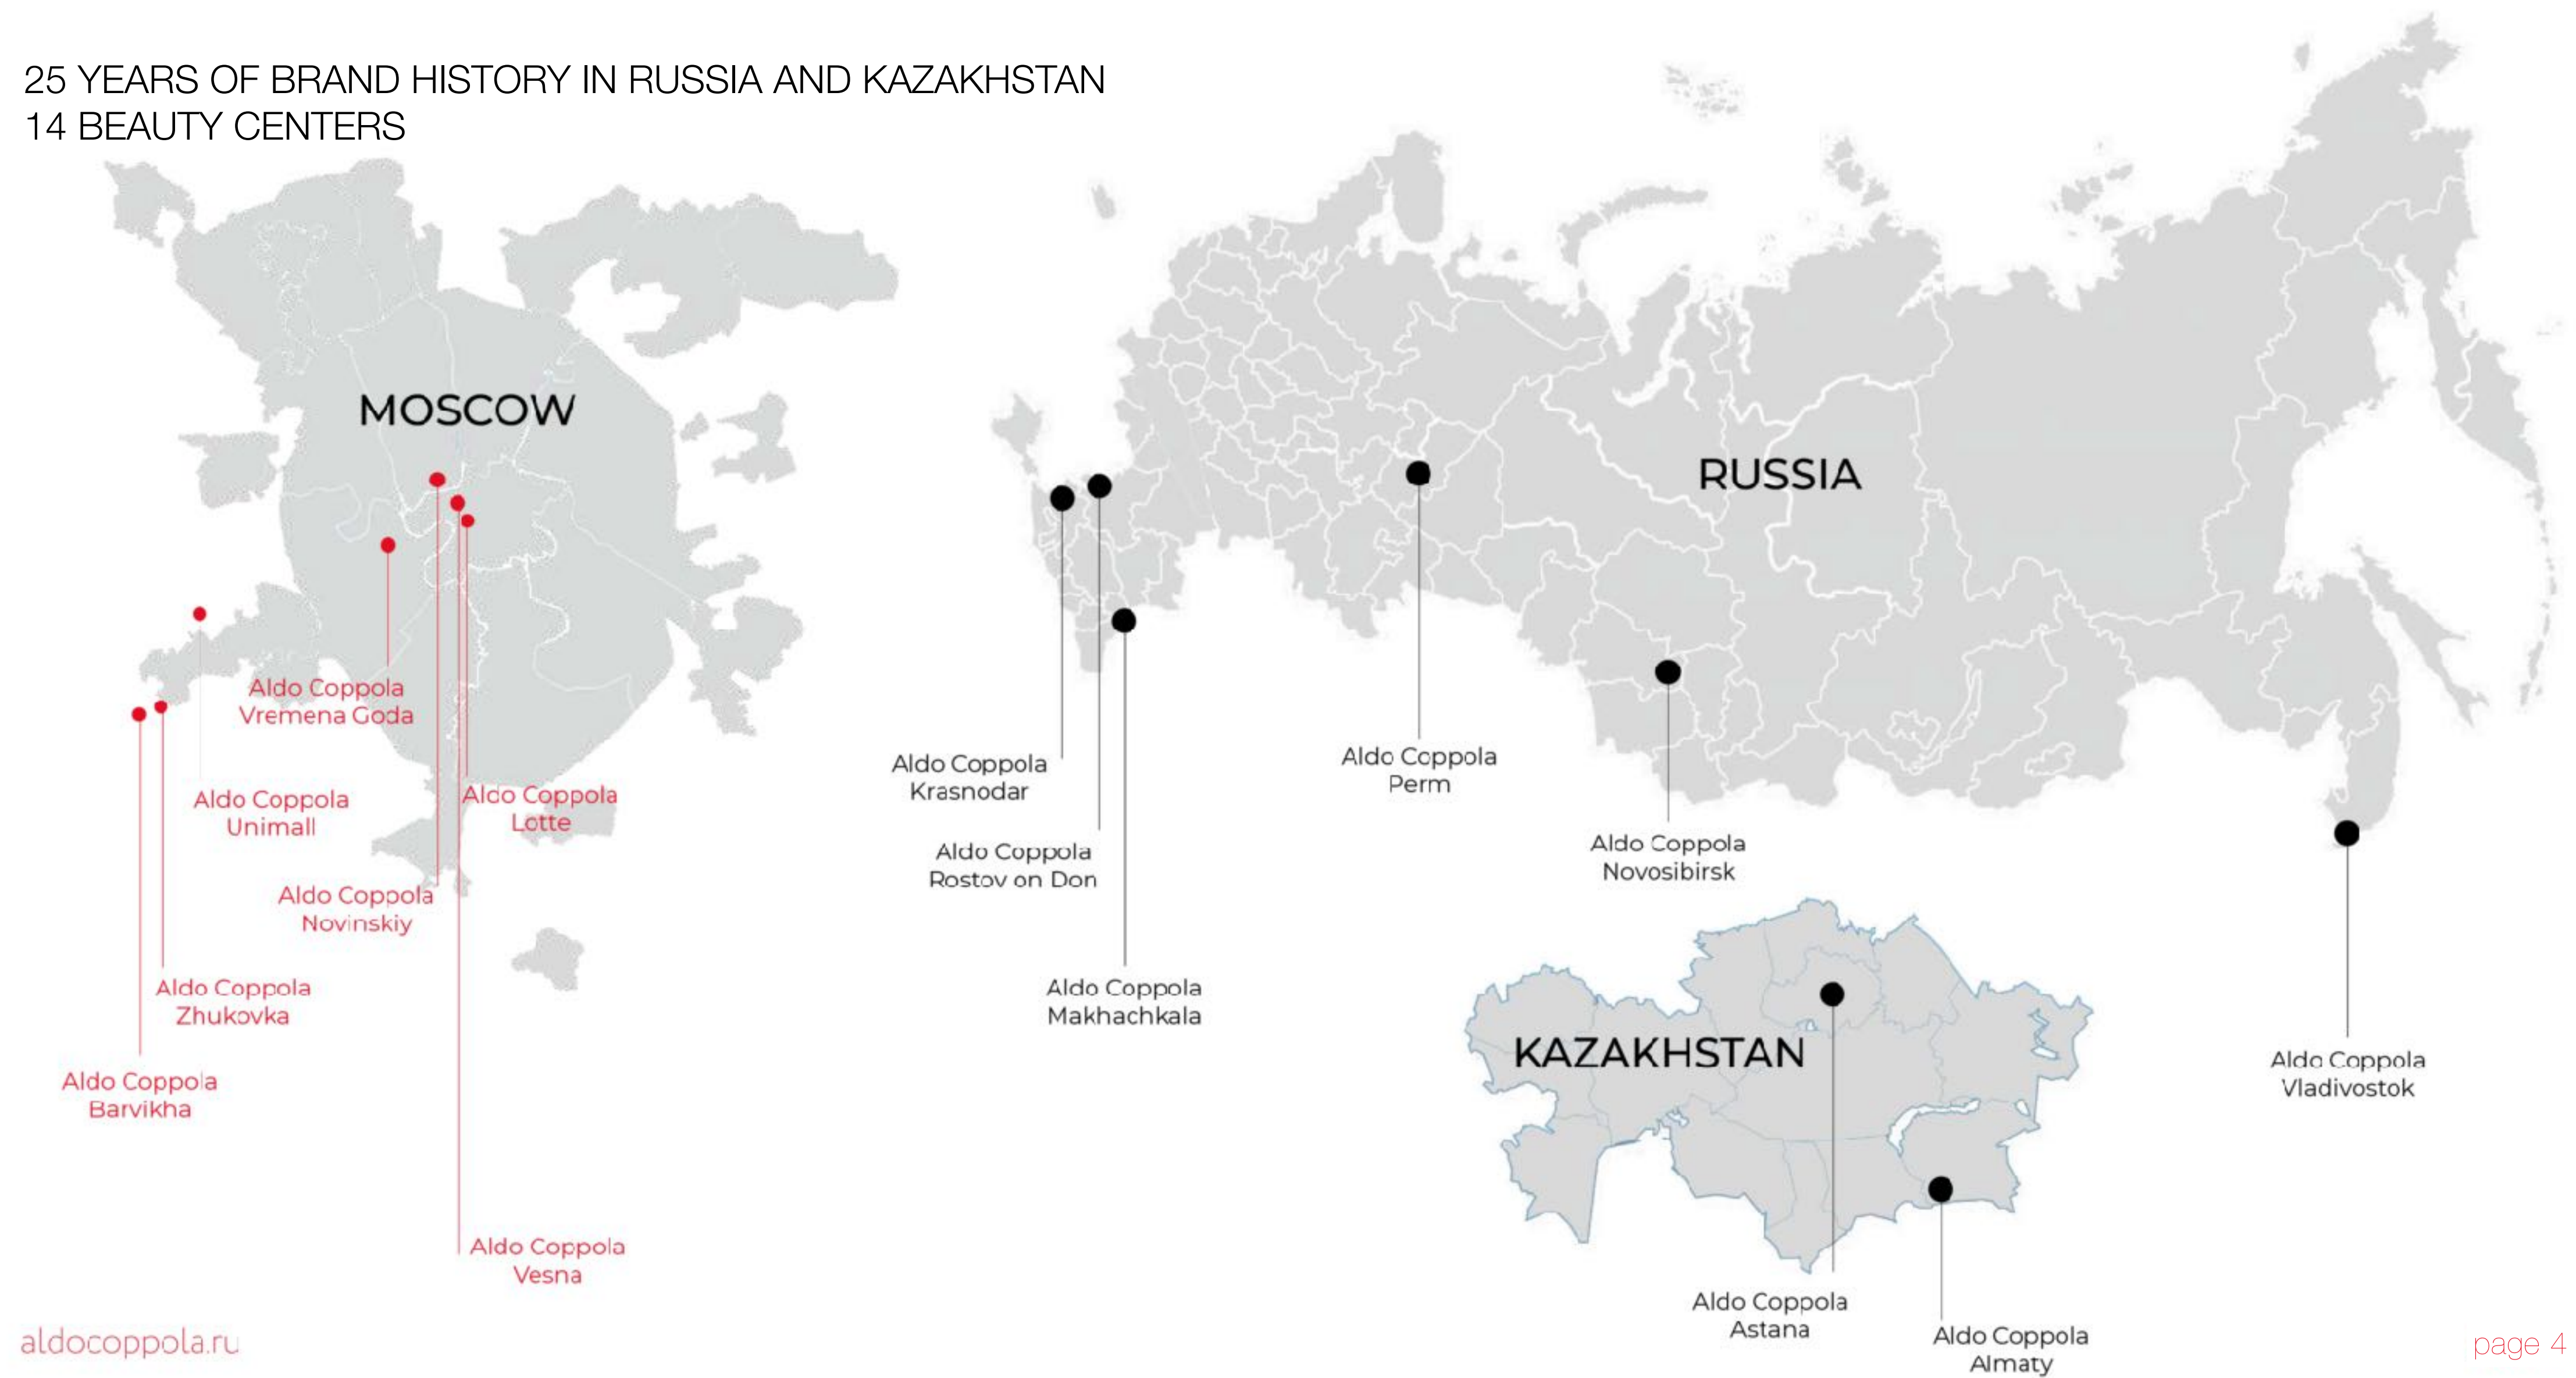 25 YEARS OF BRAND HISTORY IN RUSSIA AND KAZAKHSTAN
14 BEAUTY CENTERS
MOSCOW
Aldo Coppola
Vremena Goda
Aldo Coppola
Unimall
Aldo Coppola
Lotte
Aldo Coppola
Novinskiy
Aldo Coppola
Zhukovka
Aldo Coppola
Barvikha
Aldo Coppola
Vesna
RUSSIA
Aldo Coppola
Krasnodar
Aldo Coppola
Rostov on Don
Aldo Coppola
Makhachkala
Aldo Coppola
Perm
Aldo Coppola
Novosibirsk
Aldo Coppola
Vladivostok
KAZAKHSTAN
Aldo Coppola
Astana
Aldo Coppola
Almaty
aldocoppola.ru
page 4